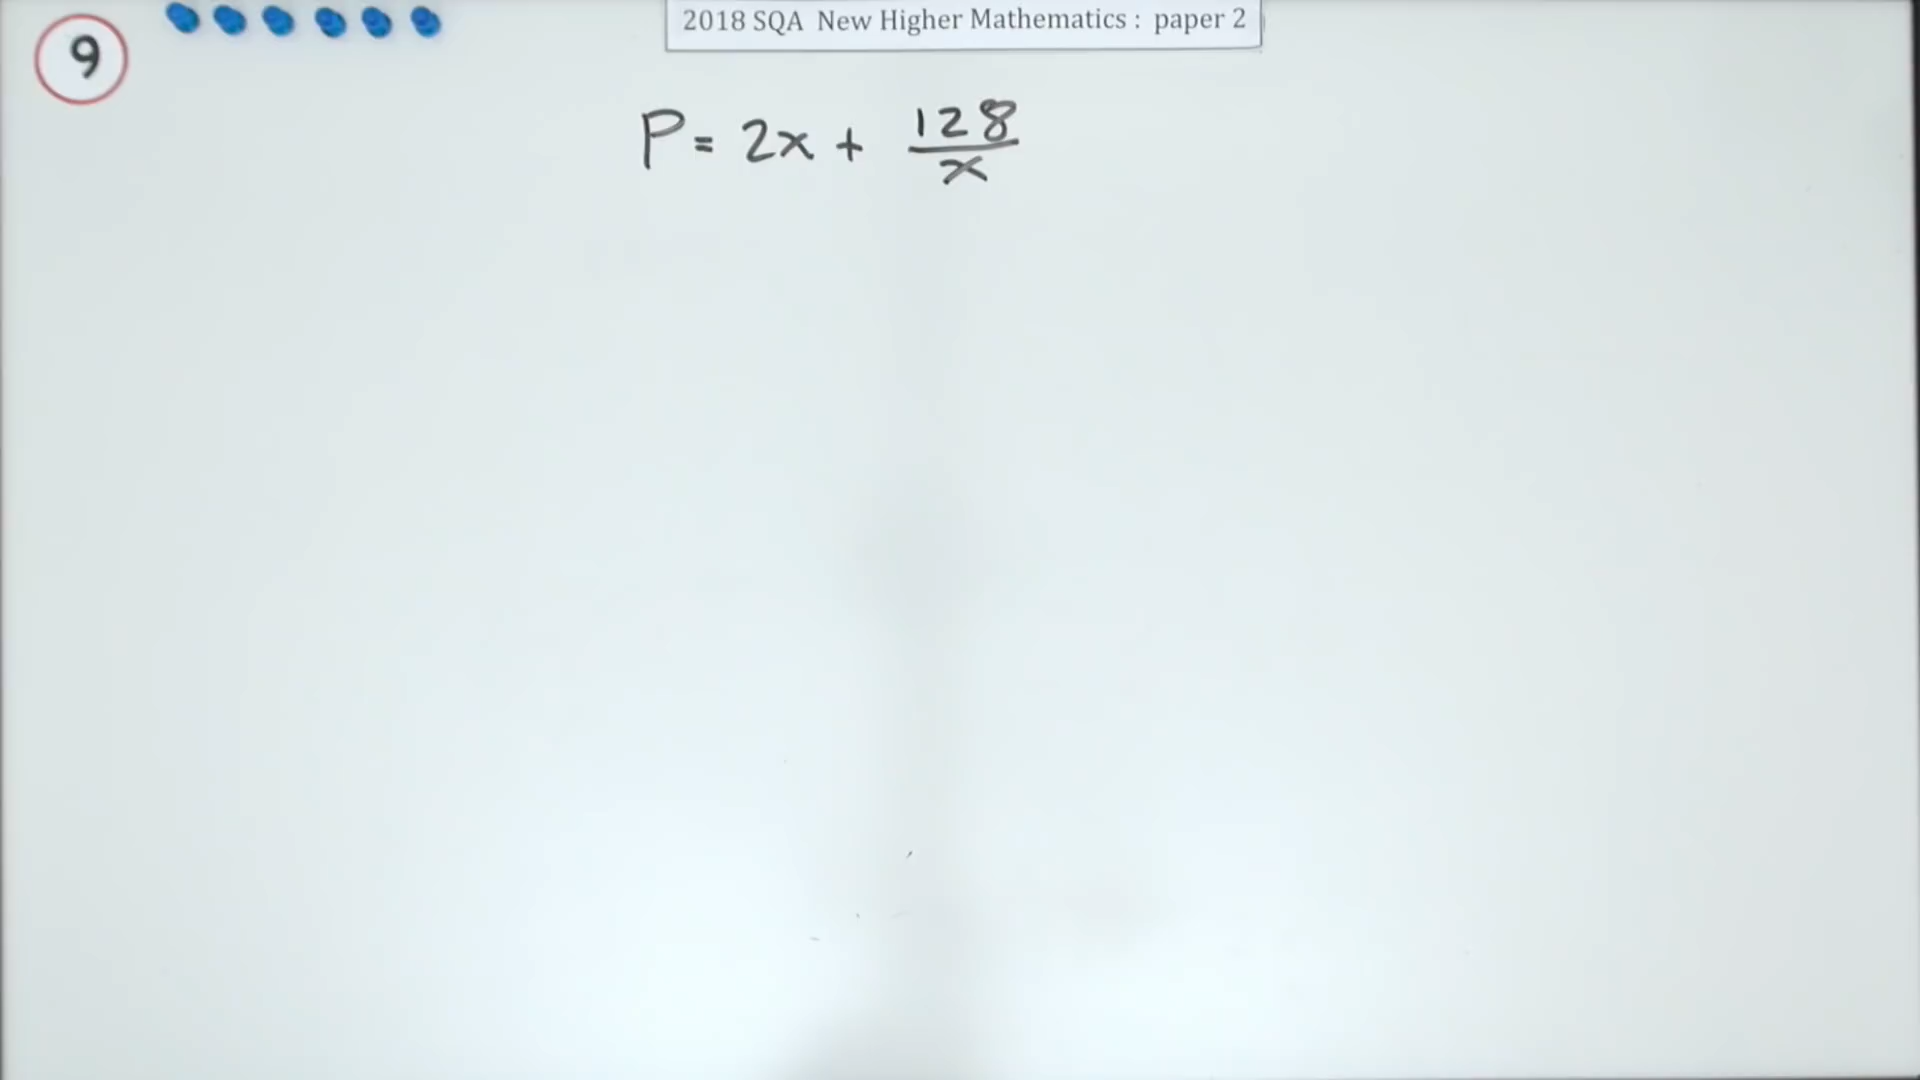 2018 SQA New Higher Mathematics : paper 2
9
P = 2x + 128/x